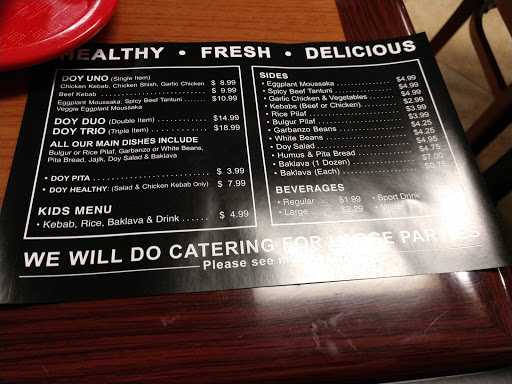 HEALTHY • FRESH • DELICIOUS
DOY UNO (Single Item)
Chicken Kebab, Chicken Shish, Garlic Chicken $ 8.99
Beef Kebab $ 9.99
Eggplant Moussaka, Spicy Beef Tantuni $10.99
Veggie Eggplant Moussaka
DOY DUO (Double Item) $14.99
DOY TRIO (Triple Item) $18.99
ALL OUR MAIN DISHES INCLUDE
Bulgur or Rice Pilaf, Garbanzo or White Beans,
Pita Bread, Jajik, Doy Salad & Baklava
• DOY PITA $ 3.99
• DOY HEALTHY: (Salad & Chicken Kebab Only) $ 7.99
KIDS MENU
• Kebab, Rice, Baklava & Drink $ 4.99
SIDES
• Eggplant Moussaka $4.99
• Spicy Beef Tantuni $4.99
• Garlic Chicken & Vegetables $4.99
• Kebabs (Beef or Chicken) $2.99
• Rice Pilaf $3.99
• Bulgur Pilaf $3.99
• Garbanzo Beans $4.25
• White Beans $4.25
• Doy Salad $4.95
• Humus & Pita Bread $4.75
• Baklava (1 Dozen) $7.00
• Baklava (Each) $0.75
BEVERAGES
• Regular $1.99
• Large $2.29
• Sport Drink
WE WILL DO CATERING FOR LARGE PARTIES
Please see